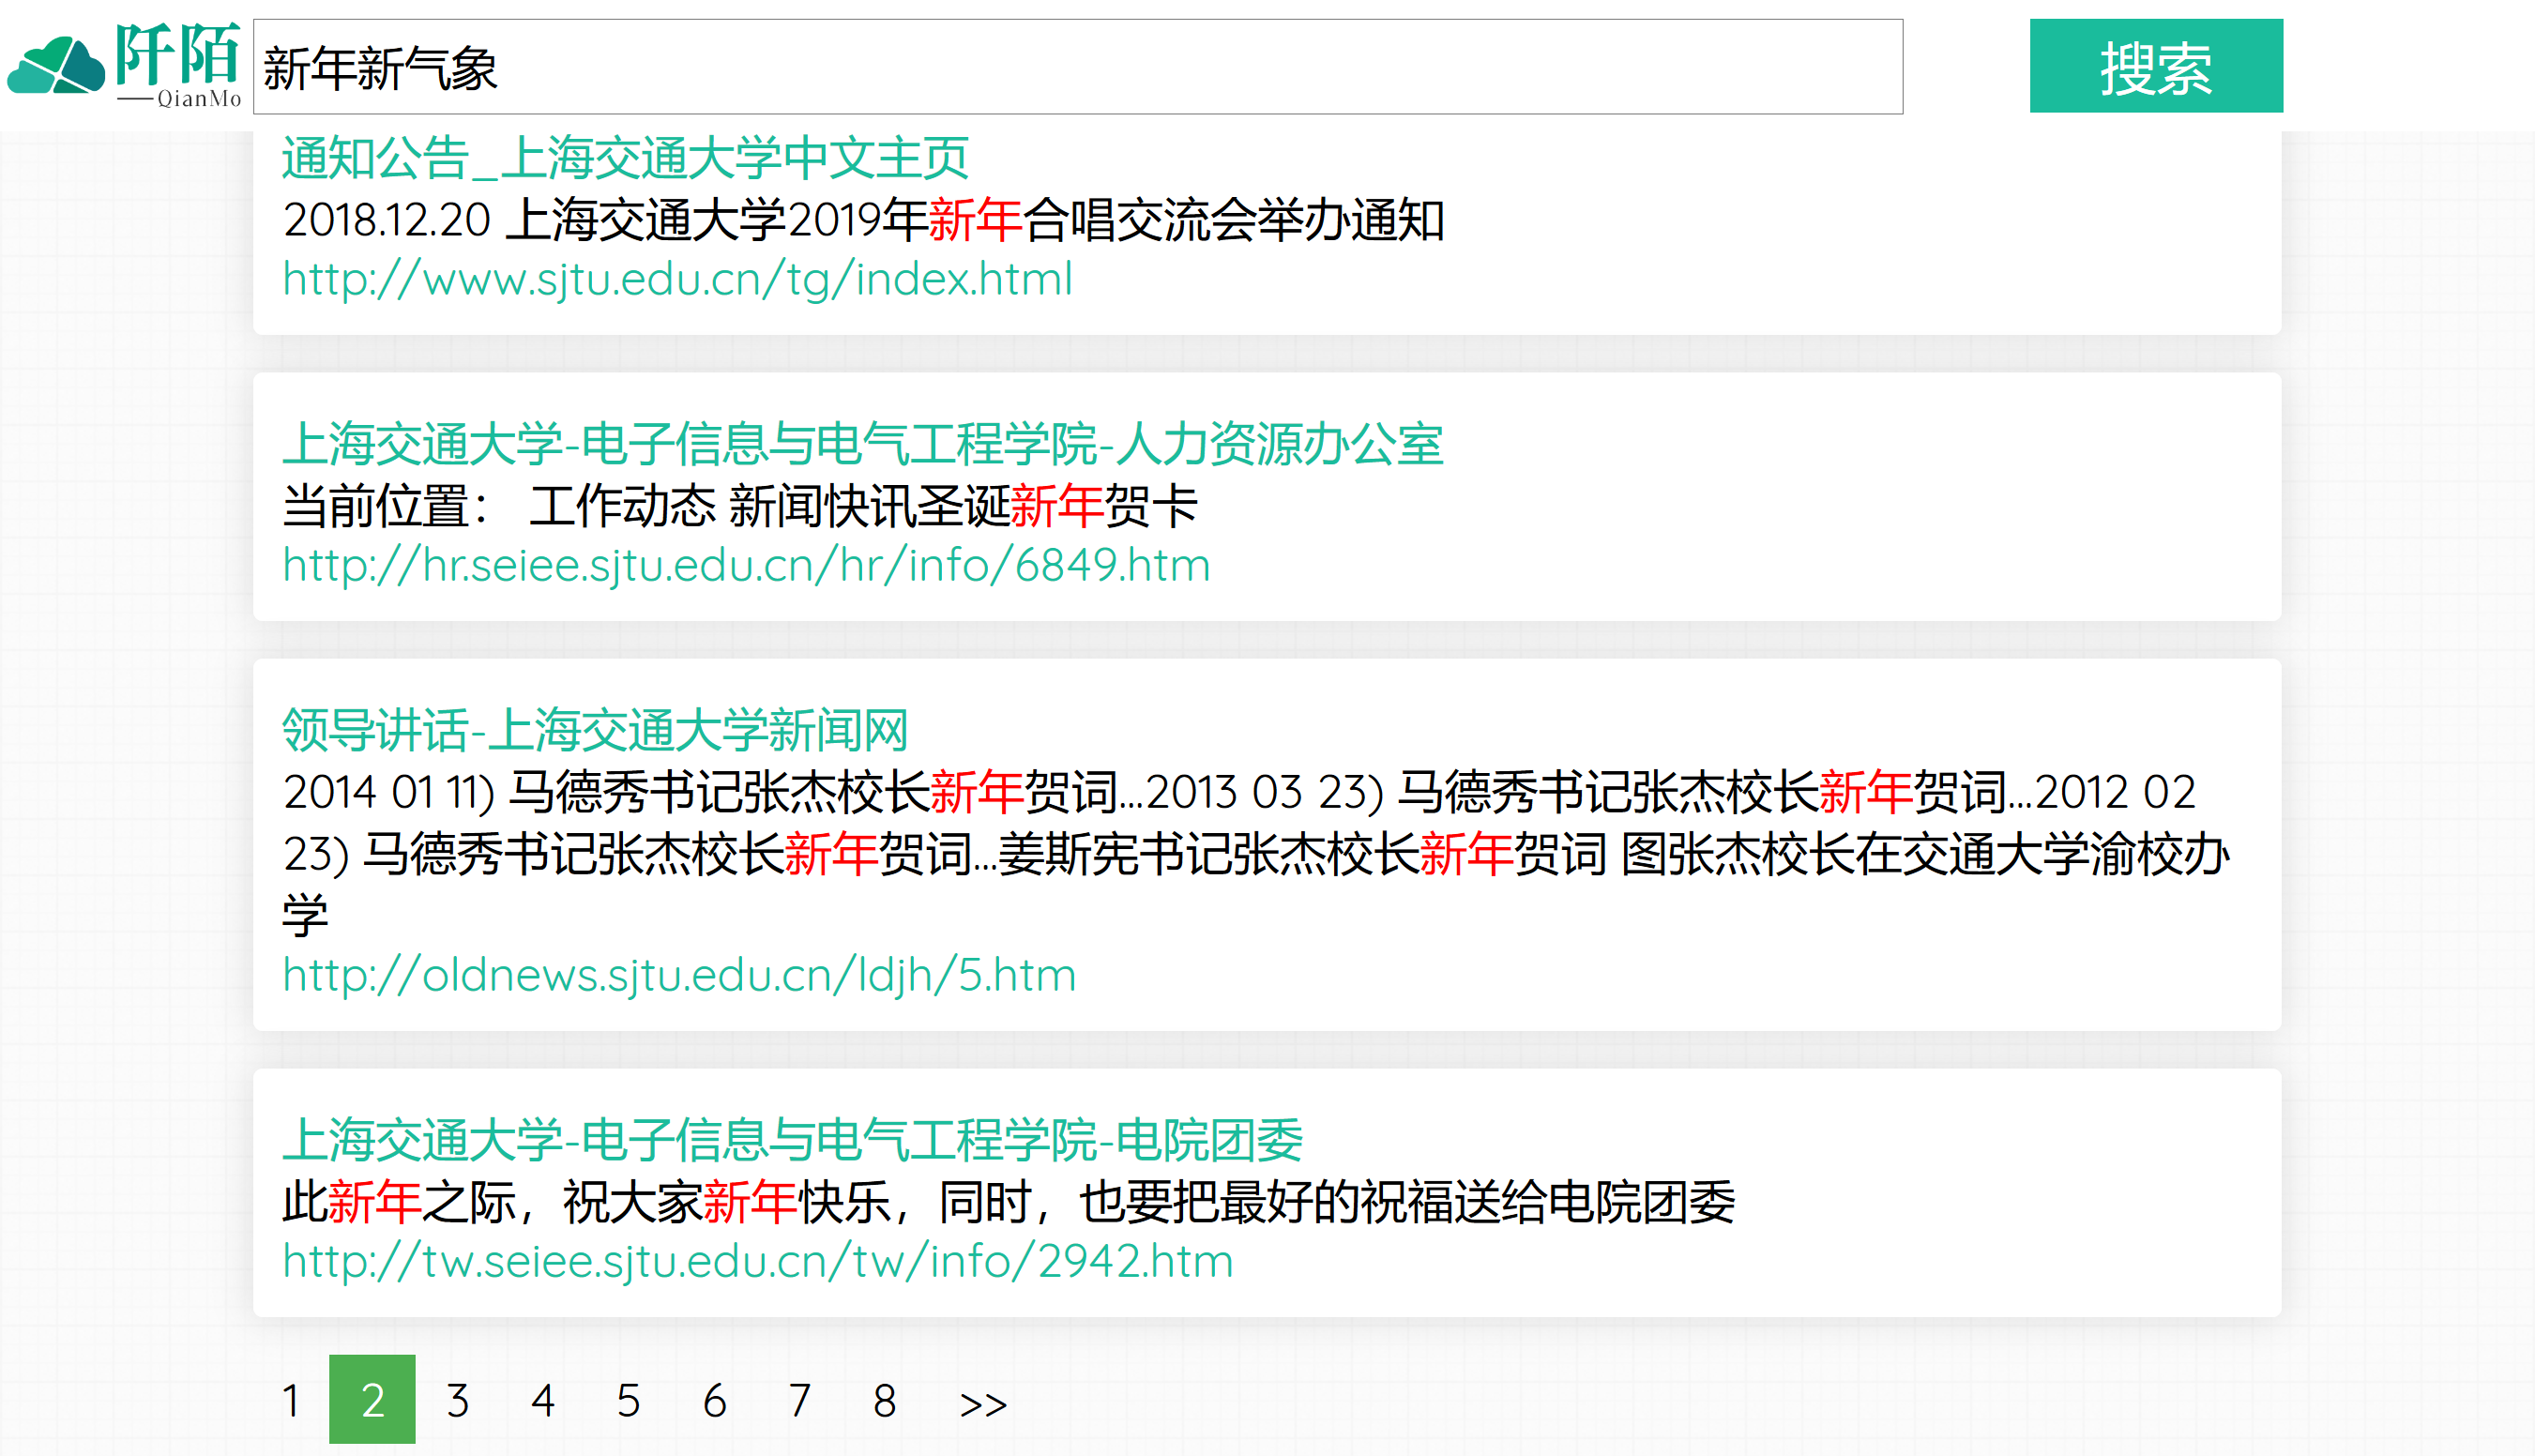 阡陌
QianMo
新年新气象
搜索
通知公告_上海交通大学中文主页
2018.12.20 上海交通大学2019年新年合唱交流会举办通知
http://www.sjtu.edu.cn/tg/index.html
上海交通大学-电子信息与电气工程学院-人力资源办公室
当前位置： 工作动态 新闻快讯圣诞新年贺卡
http://hr.seiee.sjtu.edu.cn/hr/info/6849.htm
领导讲话-上海交通大学新闻网
2014 01 11) 马德秀书记张杰校长新年贺词...2013 03 23) 马德秀书记张杰校长新年贺词...2012 02
23) 马德秀书记张杰校长新年贺词...姜斯宪书记张杰校长新年贺词 图张杰校长在交通大学渝校办
学
http://oldnews.sjtu.edu.cn/ldjh/5.htm
上海交通大学-电子信息与电气工程学院-电院团委
此新年之际，祝大家新年快乐，同时，也要把最好的祝福送给电院团委
http://tw.seiee.sjtu.edu.cn/tw/info/2942.htm
1 2 3 4 5 6 7 8 >>